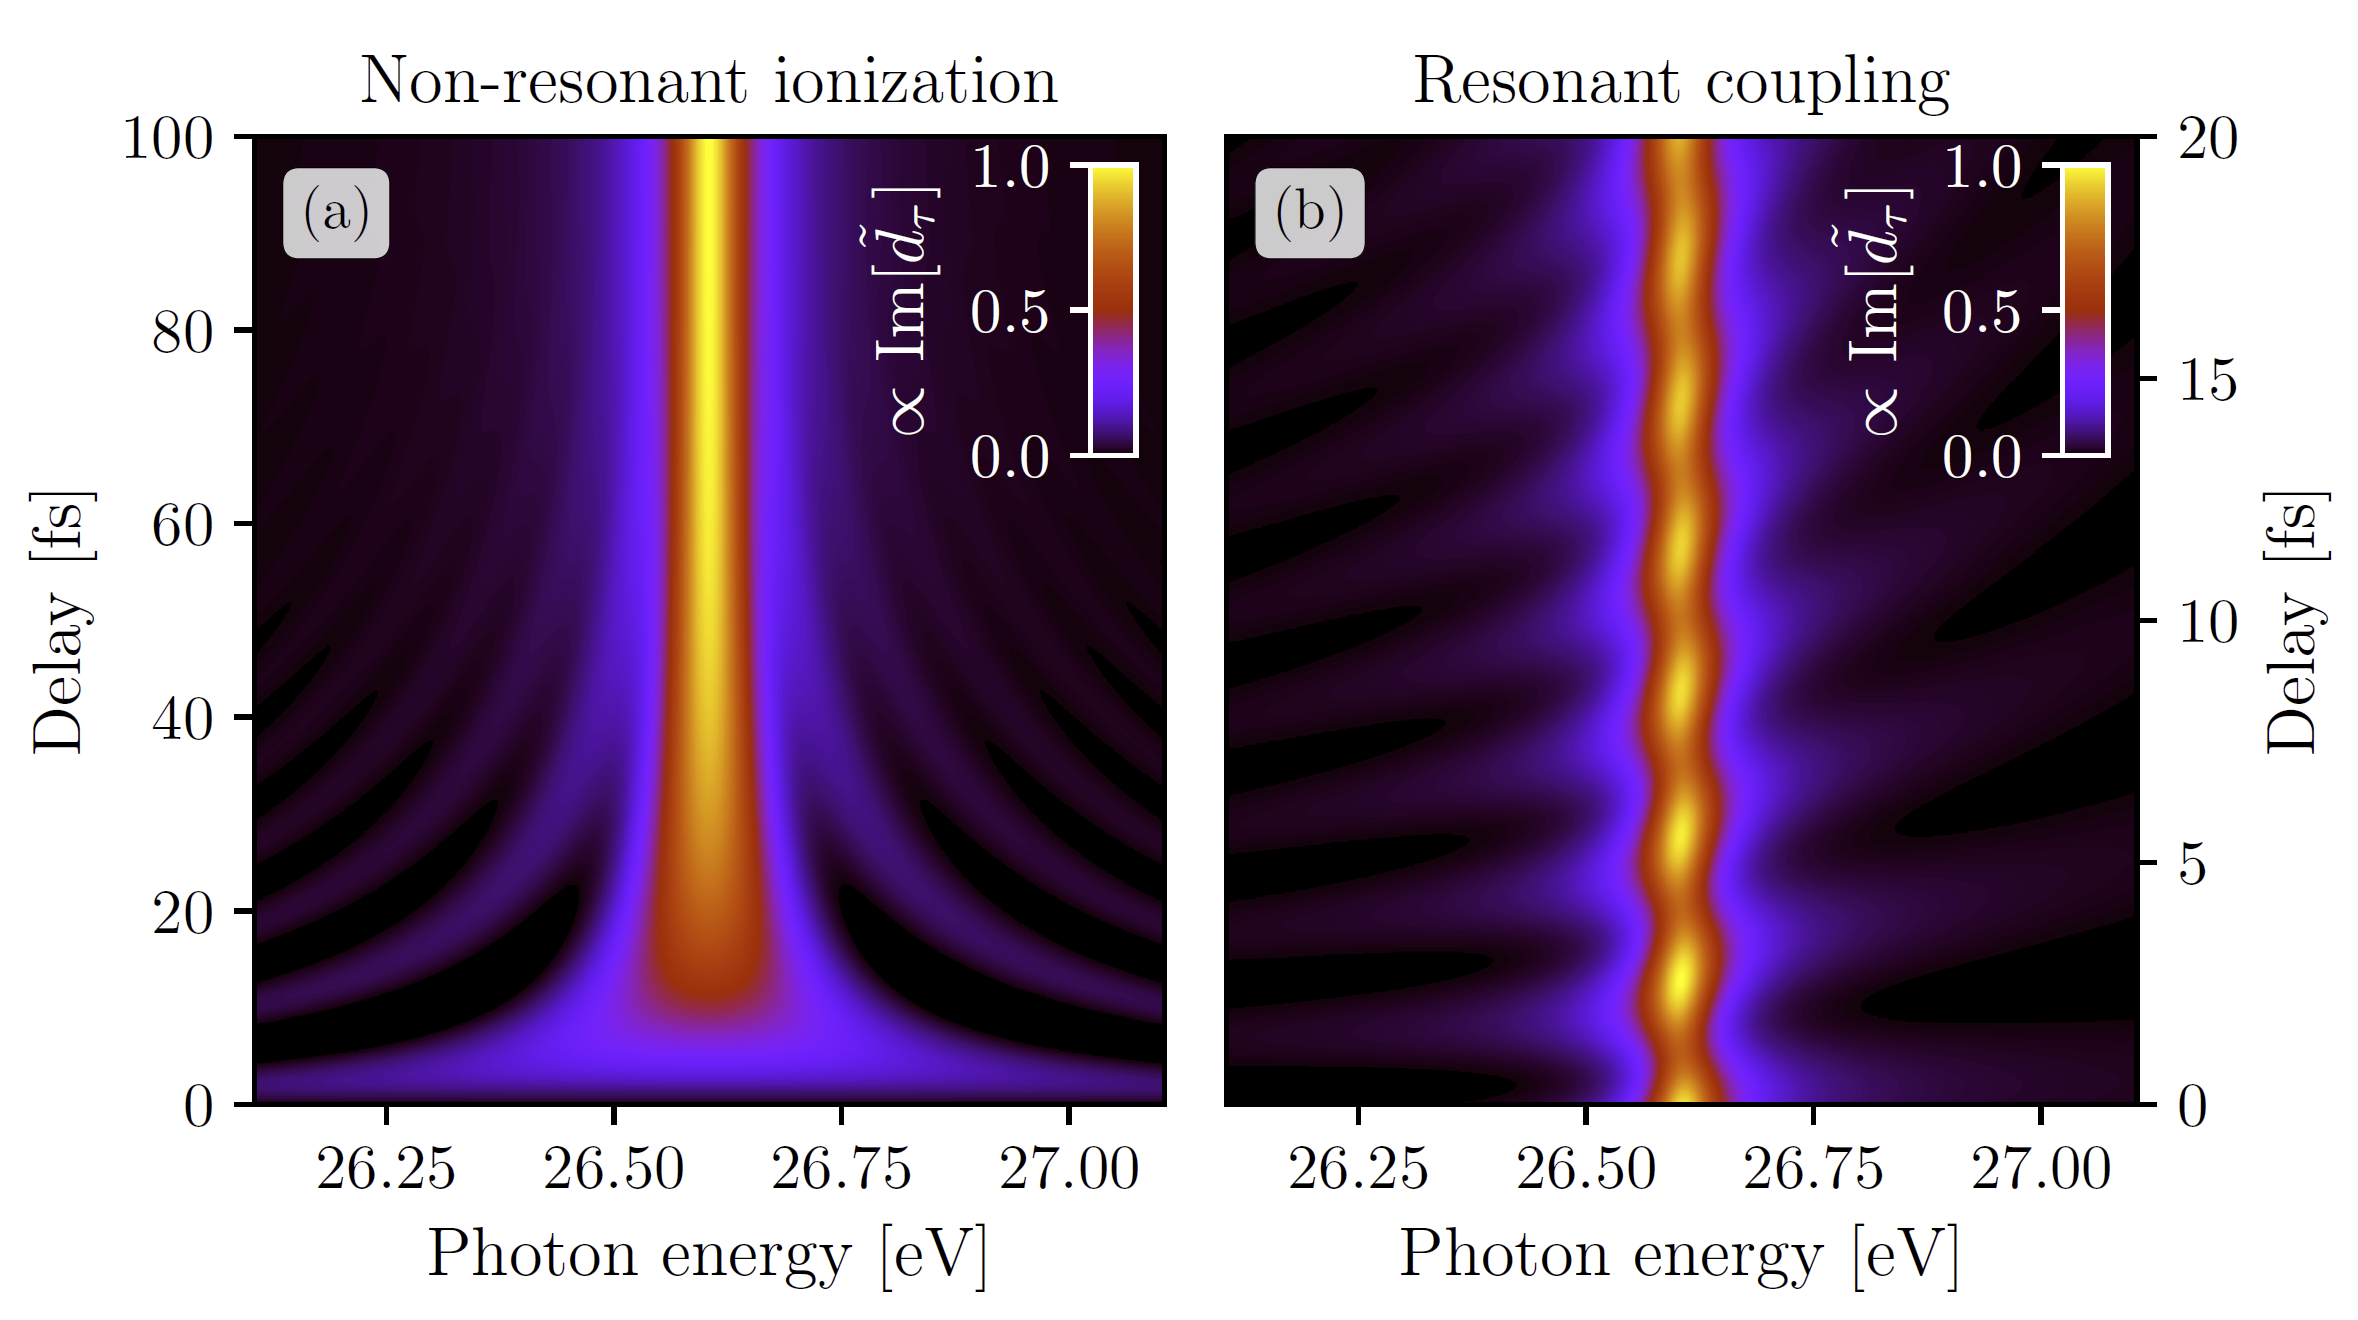 Non-resonant ionization
Resonant coupling
(a)
∝ Im[d̃τ]
1.0
0.5
0.0
Delay [fs]
100
80
60
40
20
0
26.25 26.50 26.75 27.00
Photon energy [eV]
(b)
∝ Im[d̃τ]
1.0
0.5
0.0
20
15
10
5
0
Delay [fs]
26.25 26.50 26.75 27.00
Photon energy [eV]